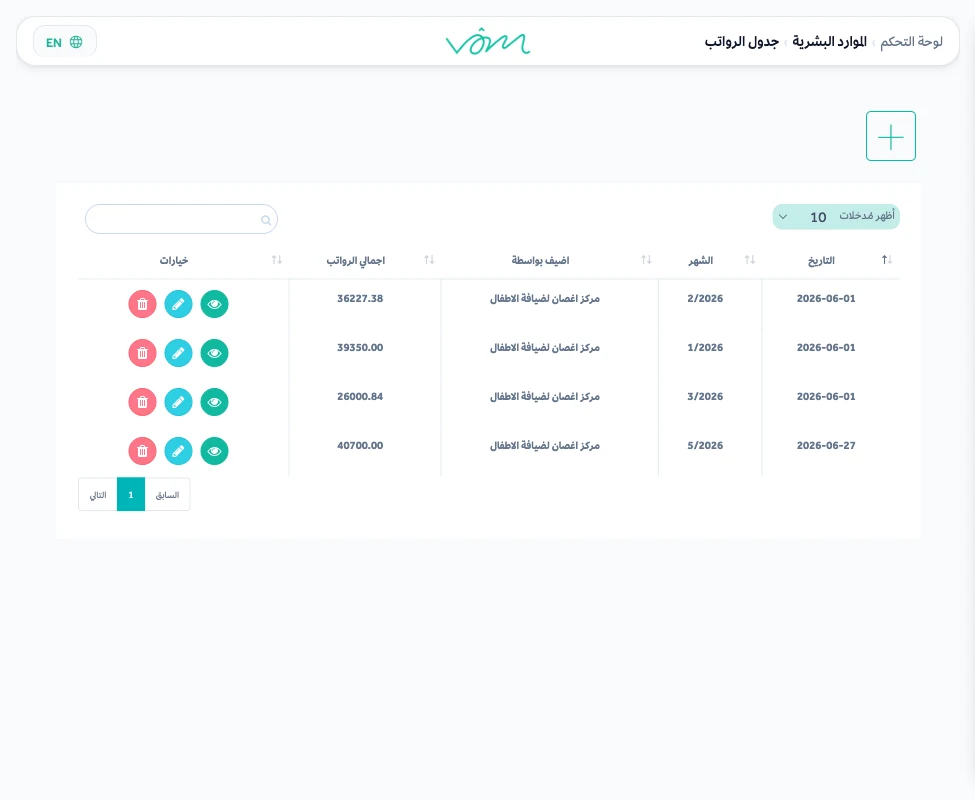 لوحة التحكم › الموارد البشرية › جدول الرواتب
vôm
EN
أظهر مُدخلات 10
التاريخ الشهر اضيف بواسطة اجمالي الرواتب خيارات
2026-06-01 2/2026 مركز اغصان لضيافة الاطفال 36227.38
2026-06-01 1/2026 مركز اغصان لضيافة الاطفال 39350.00
2026-06-01 3/2026 مركز اغصان لضيافة الاطفال 26000.84
2026-06-27 5/2026 مركز اغصان لضيافة الاطفال 40700.00
السابق 1 التالي